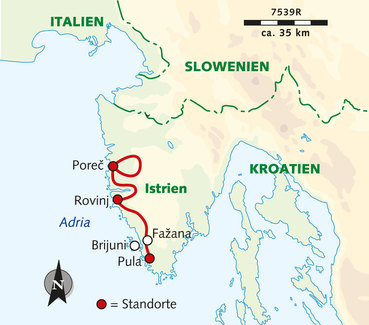 ITALIEN
7539R
ca. 35 km
SLOWENIEN
Poreč
KROATIEN
Istrien
Rovinj
Adria
Fažana
Brijuni
Pula
N
= Standorte